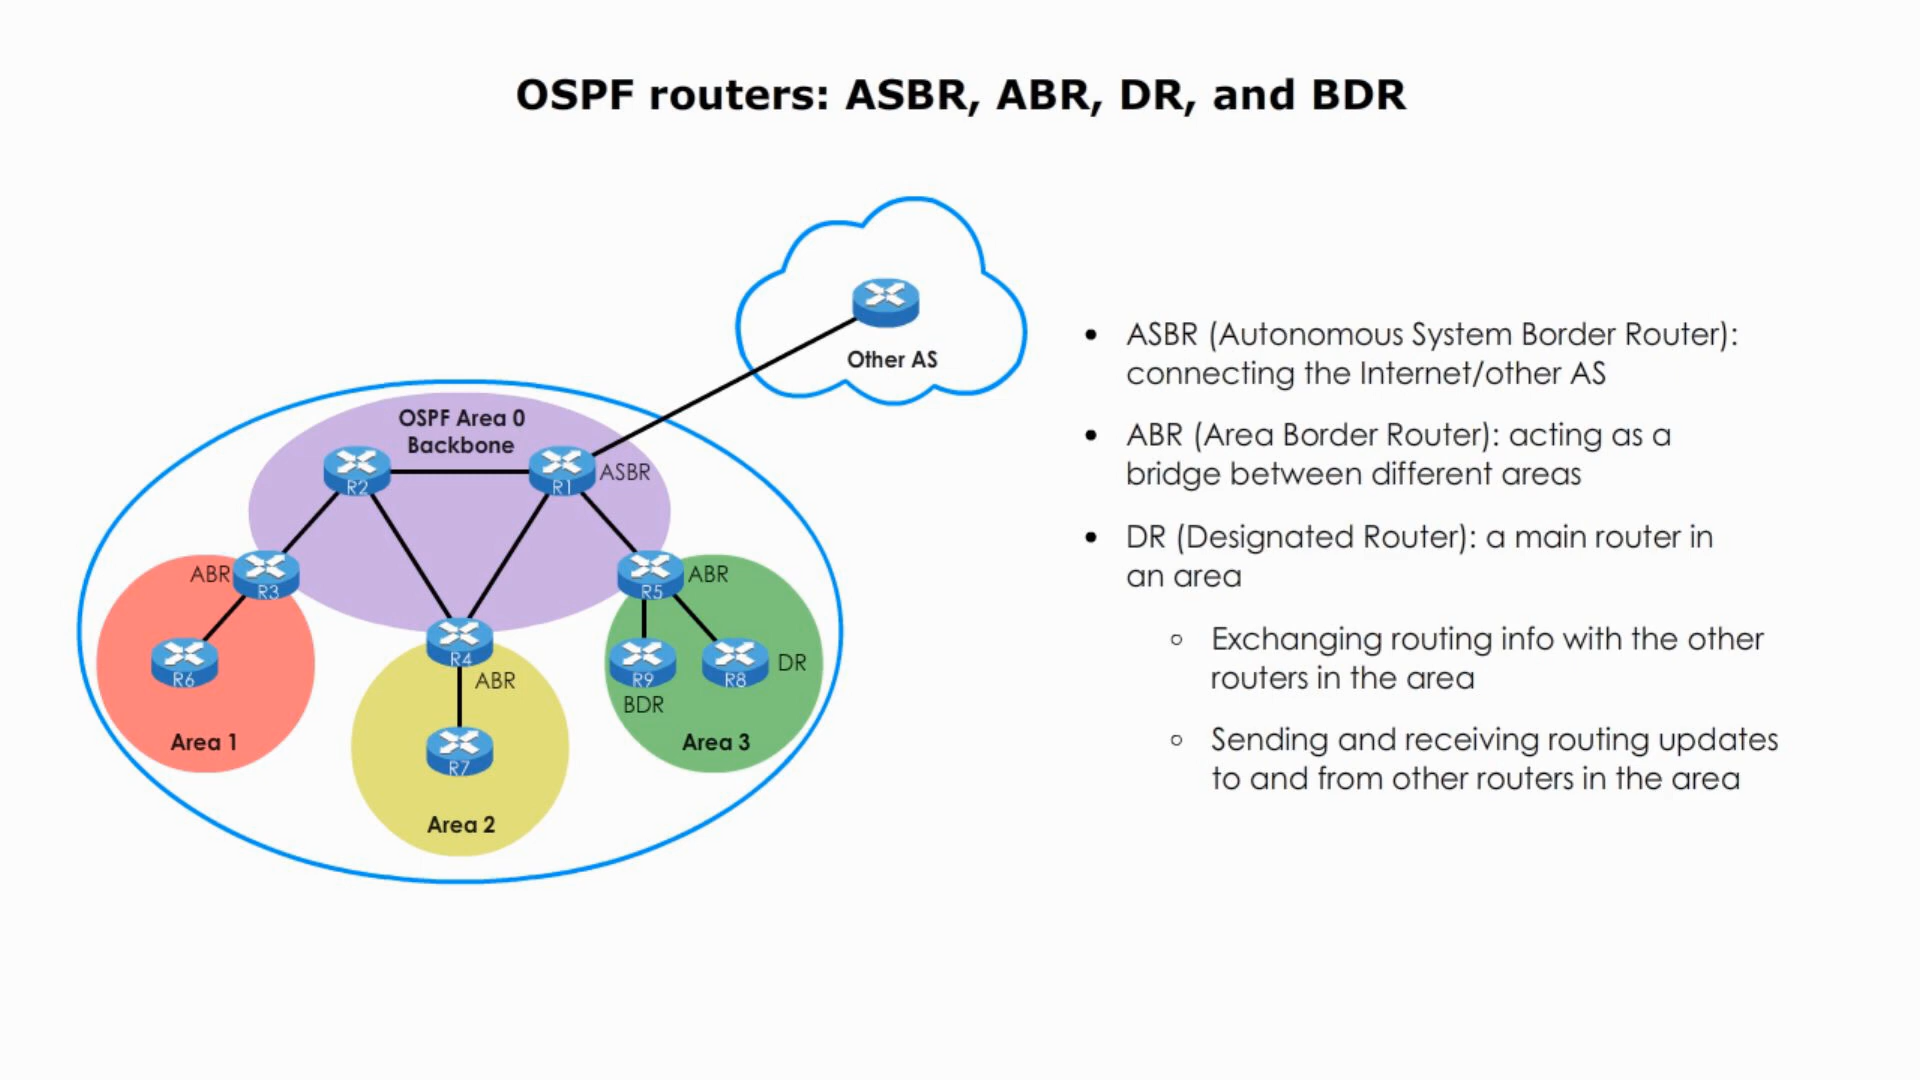 OSPF routers: ASBR, ABR, DR, and BDR
Other AS
OSPF Area 0
Backbone
R2
R1
ASBR
ABR
R3
R5
ABR
R6
R4
ABR
R9
R8
DR
BDR
Area 1
R7
Area 3
Area 2
• ASBR (Autonomous System Border Router):
connecting the Internet/other AS
• ABR (Area Border Router): acting as a
bridge between different areas
• DR (Designated Router): a main router in
an area
◦ Exchanging routing info with the other
routers in the area
◦ Sending and receiving routing updates
to and from other routers in the area